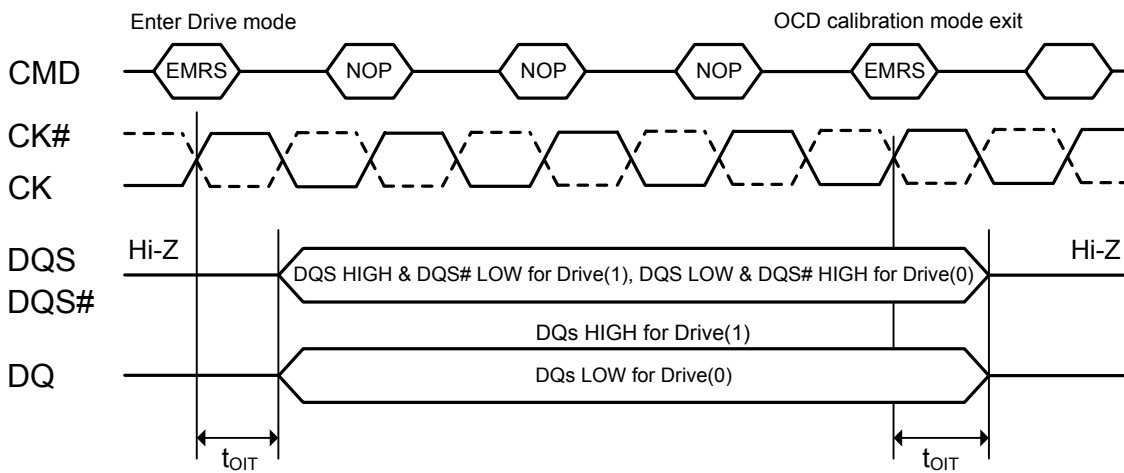 Enter Drive mode OCD calibration mode exit
CMD EMRS NOP NOP NOP EMRS
CK#
CK
DQS Hi-Z DQS HIGH & DQS# LOW for Drive(1), DQS LOW & DQS# HIGH for Drive(0) Hi-Z
DQS#
DQs HIGH for Drive(1)
DQ DQs LOW for Drive(0)
tOIT tOIT